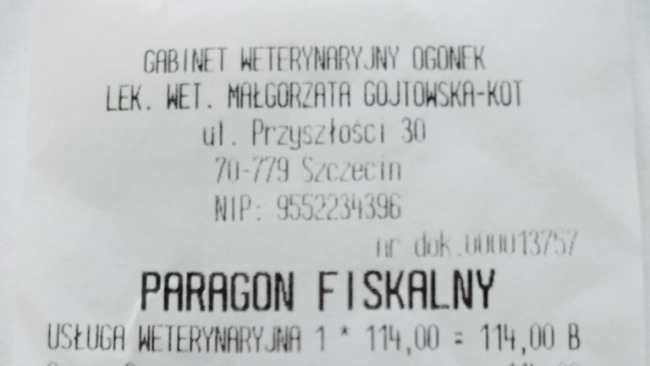 GABINET WETERYNARYJNY OGONEK
LEK. WET. MAŁGORZATA GOJTOWSKA-KOT
ul. Przyszłości 30
70-779 Szczecin
NIP: 9552234396
nr dok.000013757
PARAGON FISKALNY
USŁUGA WETERYNARYJNA 1 * 114,00 = 114,00 B